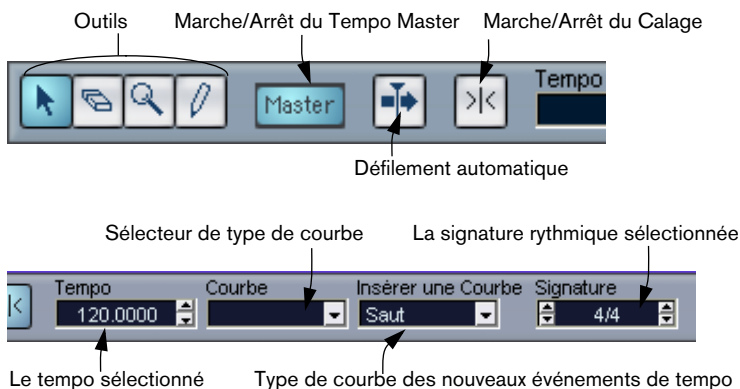 Outils Marche/Arrêt du Tempo Master Marche/Arrêt du Calage
Master >|< Tempo
Défilement automatique
Sélecteur de type de courbe La signature rythmique sélectionnée
Tempo Courbe Insérer une Courbe Signature
|< 120.0000 Saut 4/4
Le tempo sélectionné Type de courbe des nouveaux événements de tempo